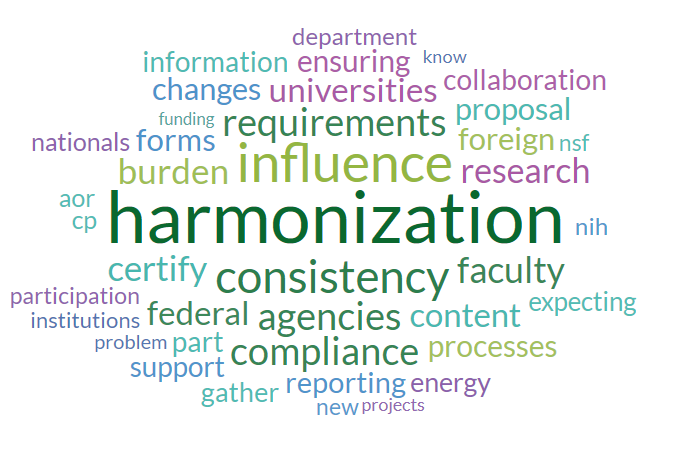 department
information ensuring know
changes universities collaboration
funding requirements proposal
nationals forms influence foreign nsf
burden research
aor harmonization
cp nih
certify consistency faculty
participation federal agencies content expecting
institutions
problem part compliance processes
support reporting energy
gather new projects